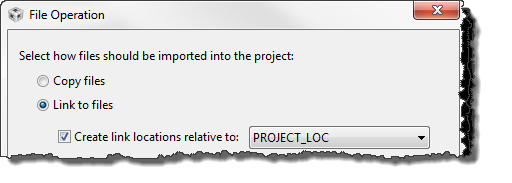 File Operation
Select how files should be imported into the project:
Copy files
Link to files
Create link locations relative to: PROJECT_LOC